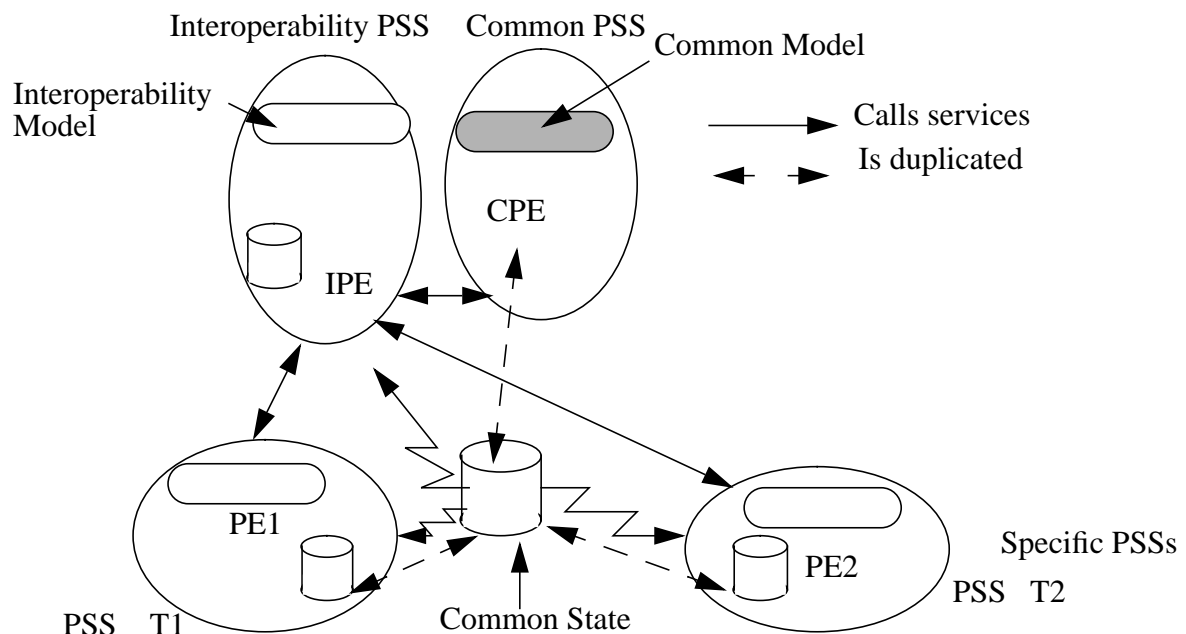 Interoperability PSS
Common PSS
Common Model
Interoperability
Model
Calls services
Is duplicated
CPE
IPE
PE1
PE2
Specific PSSs
PSS T2
PSS T1
Common State